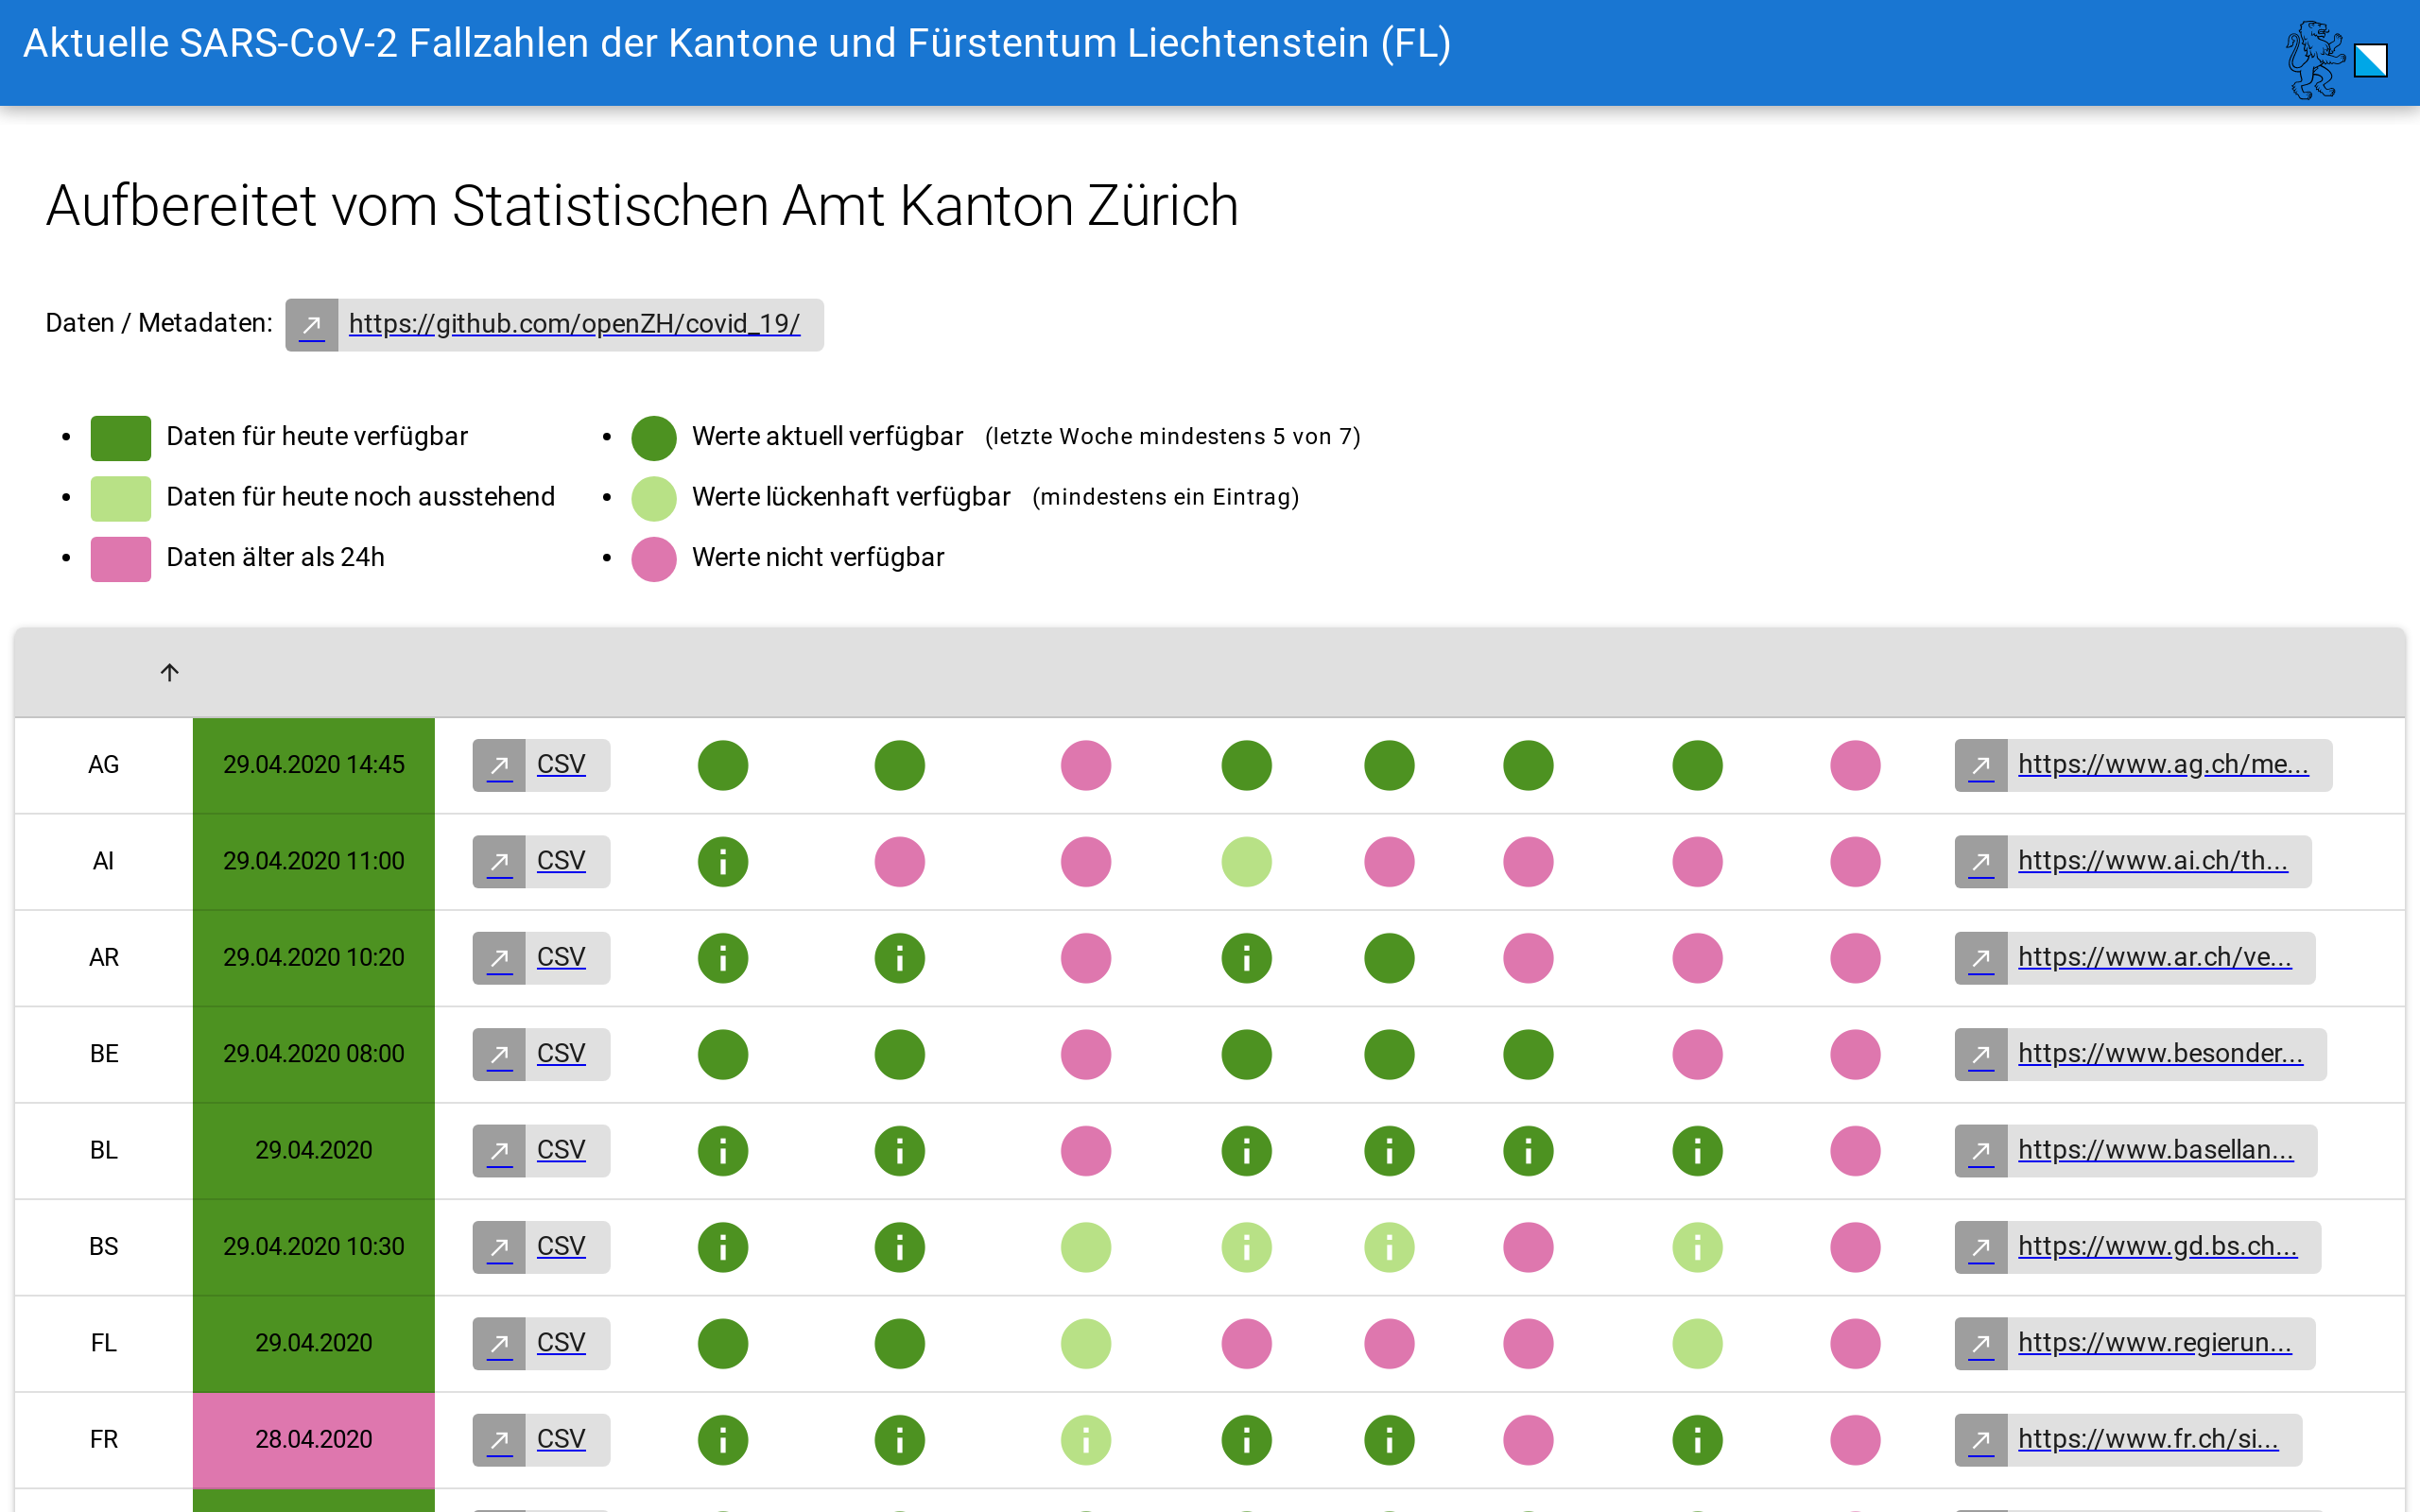 Aktuelle SARS-CoV-2 Fallzahlen der Kantone und Fürstentum Liechtenstein (FL)
Aufbereitet vom Statistischen Amt Kanton Zürich
Daten / Metadaten: https://github.com/openZH/covid_19/
Daten für heute verfügbar
Daten für heute noch ausstehend
Daten älter als 24h
Werte aktuell verfügbar (letzte Woche mindestens 5 von 7)
Werte lückenhaft verfügbar (mindestens ein Eintrag)
Werte nicht verfügbar
AG 29.04.2020 14:45 CSV https://www.ag.ch/me...
AI 29.04.2020 11:00 CSV https://www.ai.ch/th...
AR 29.04.2020 10:20 CSV https://www.ar.ch/ve...
BE 29.04.2020 08:00 CSV https://www.besonder...
BL 29.04.2020 CSV https://www.basellan...
BS 29.04.2020 10:30 CSV https://www.gd.bs.ch...
FL 29.04.2020 CSV https://www.regierun...
FR 28.04.2020 CSV https://www.fr.ch/si...